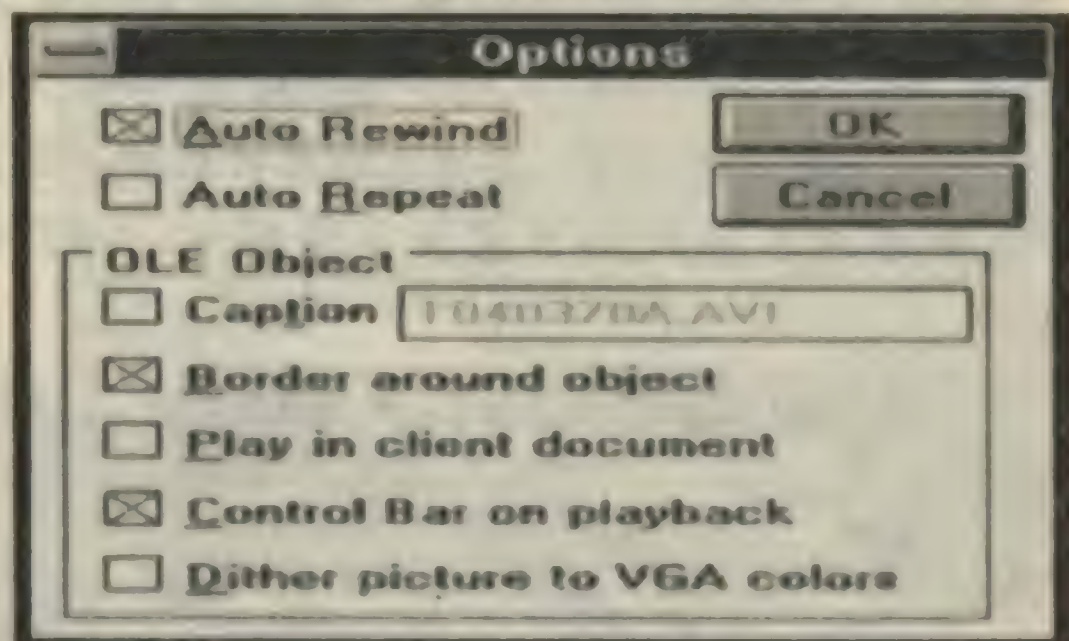 Options
Auto Rewind
OK
Auto Repeat
Cancel
OLE Object
Caption
Border around object
Play in client document
Control Bar on playback
Dither picture to VGA colors